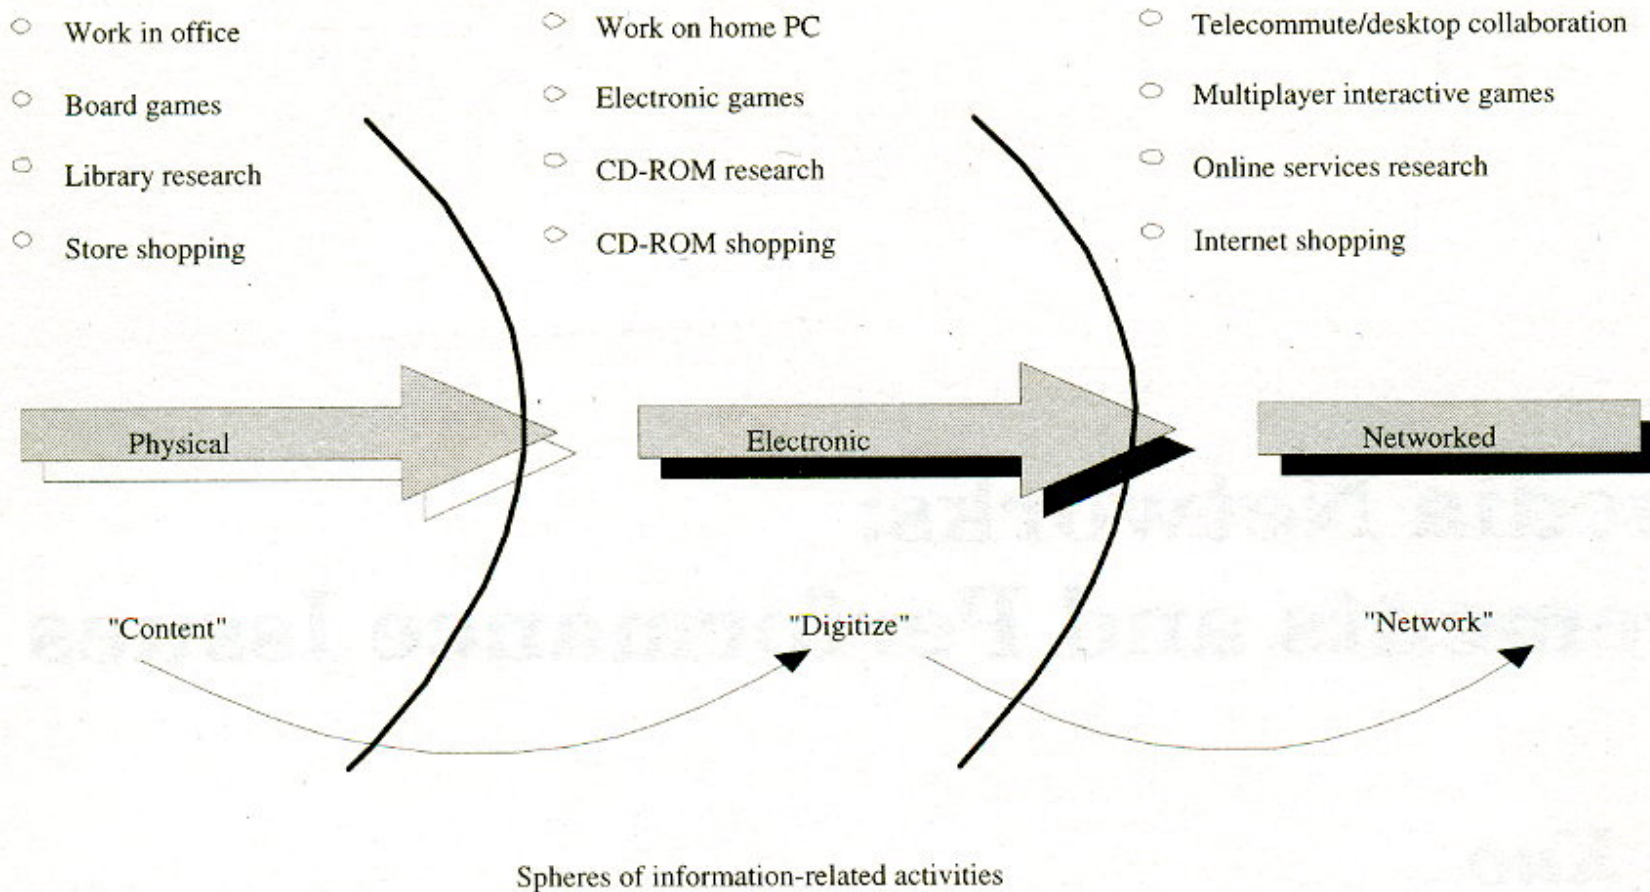 Work in office
Board games
Library research
Store shopping
Work on home PC
Electronic games
CD-ROM research
CD-ROM shopping
Telecommute/desktop collaboration
Multiplayer interactive games
Online services research
Internet shopping
Physical
Electronic
Networked
"Content"
"Digitize"
"Network"
Spheres of information-related activities